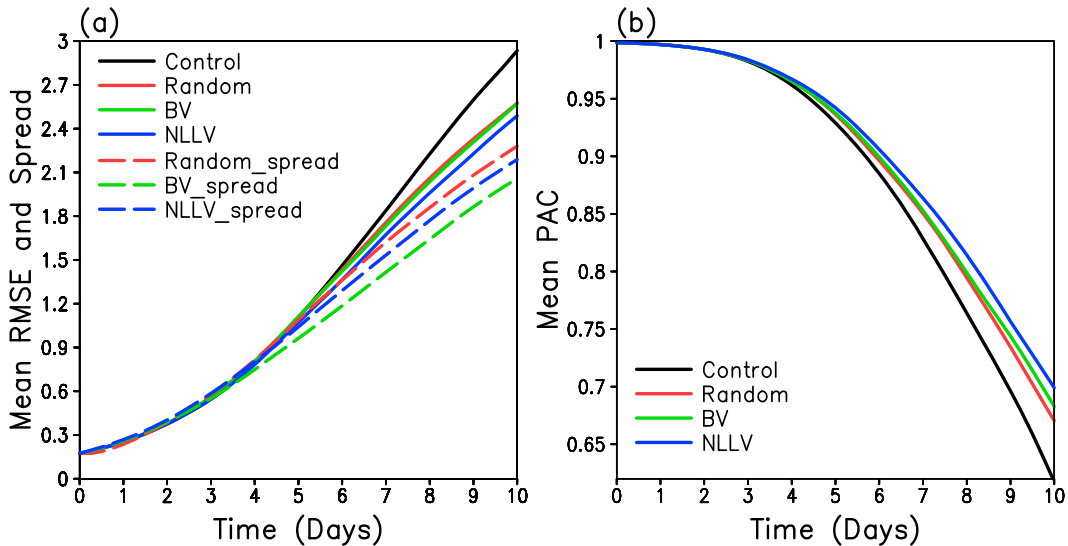 (a)
Mean RMSE and Spread
3
2.7
2.4
2.1
1.8
1.5
1.2
0.9
0.6
0.3
0
Control
Random
BV
NLLV
Random_spread
BV_spread
NLLV_spread
0 1 2 3 4 5 6 7 8 9 10
Time (Days)
(b)
Mean PAC
1
0.95
0.9
0.85
0.8
0.75
0.7
0.65
Control
Random
BV
NLLV
0 1 2 3 4 5 6 7 8 9 10
Time (Days)